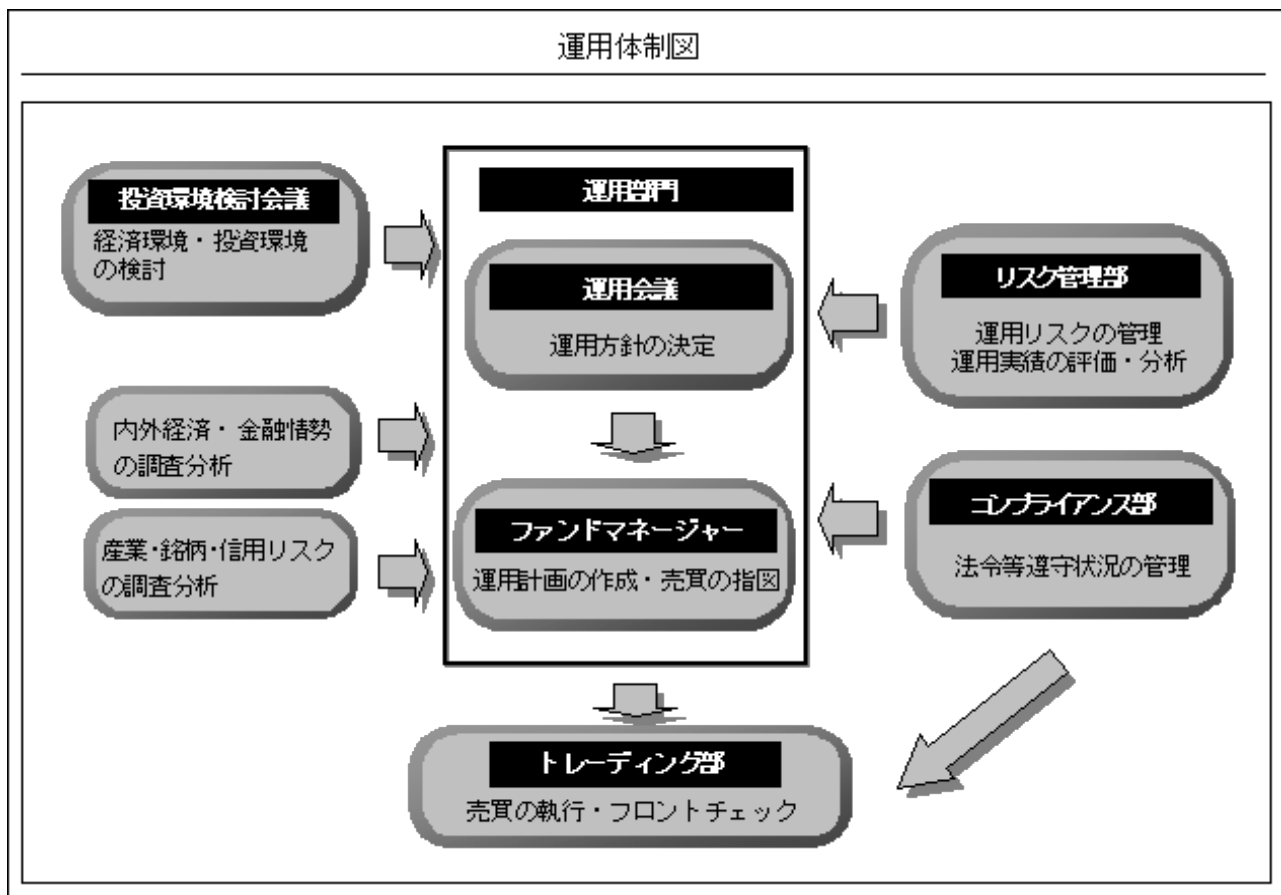 運用体制図
投資環境検討会議
経済環境・投資環境
の検討
内外経済・金融情勢
の調査分析
産業・銘柄・信用リスク
の調査分析
運用部門
運用会議
運用方針の決定
ファンドマネージャー
運用計画の作成・売買の指図
リスク管理部
運用リスクの管理
運用実績の評価・分析
コンプライアンス部
法令等遵守状況の管理
トレーディング部
売買の執行・フロントチェック